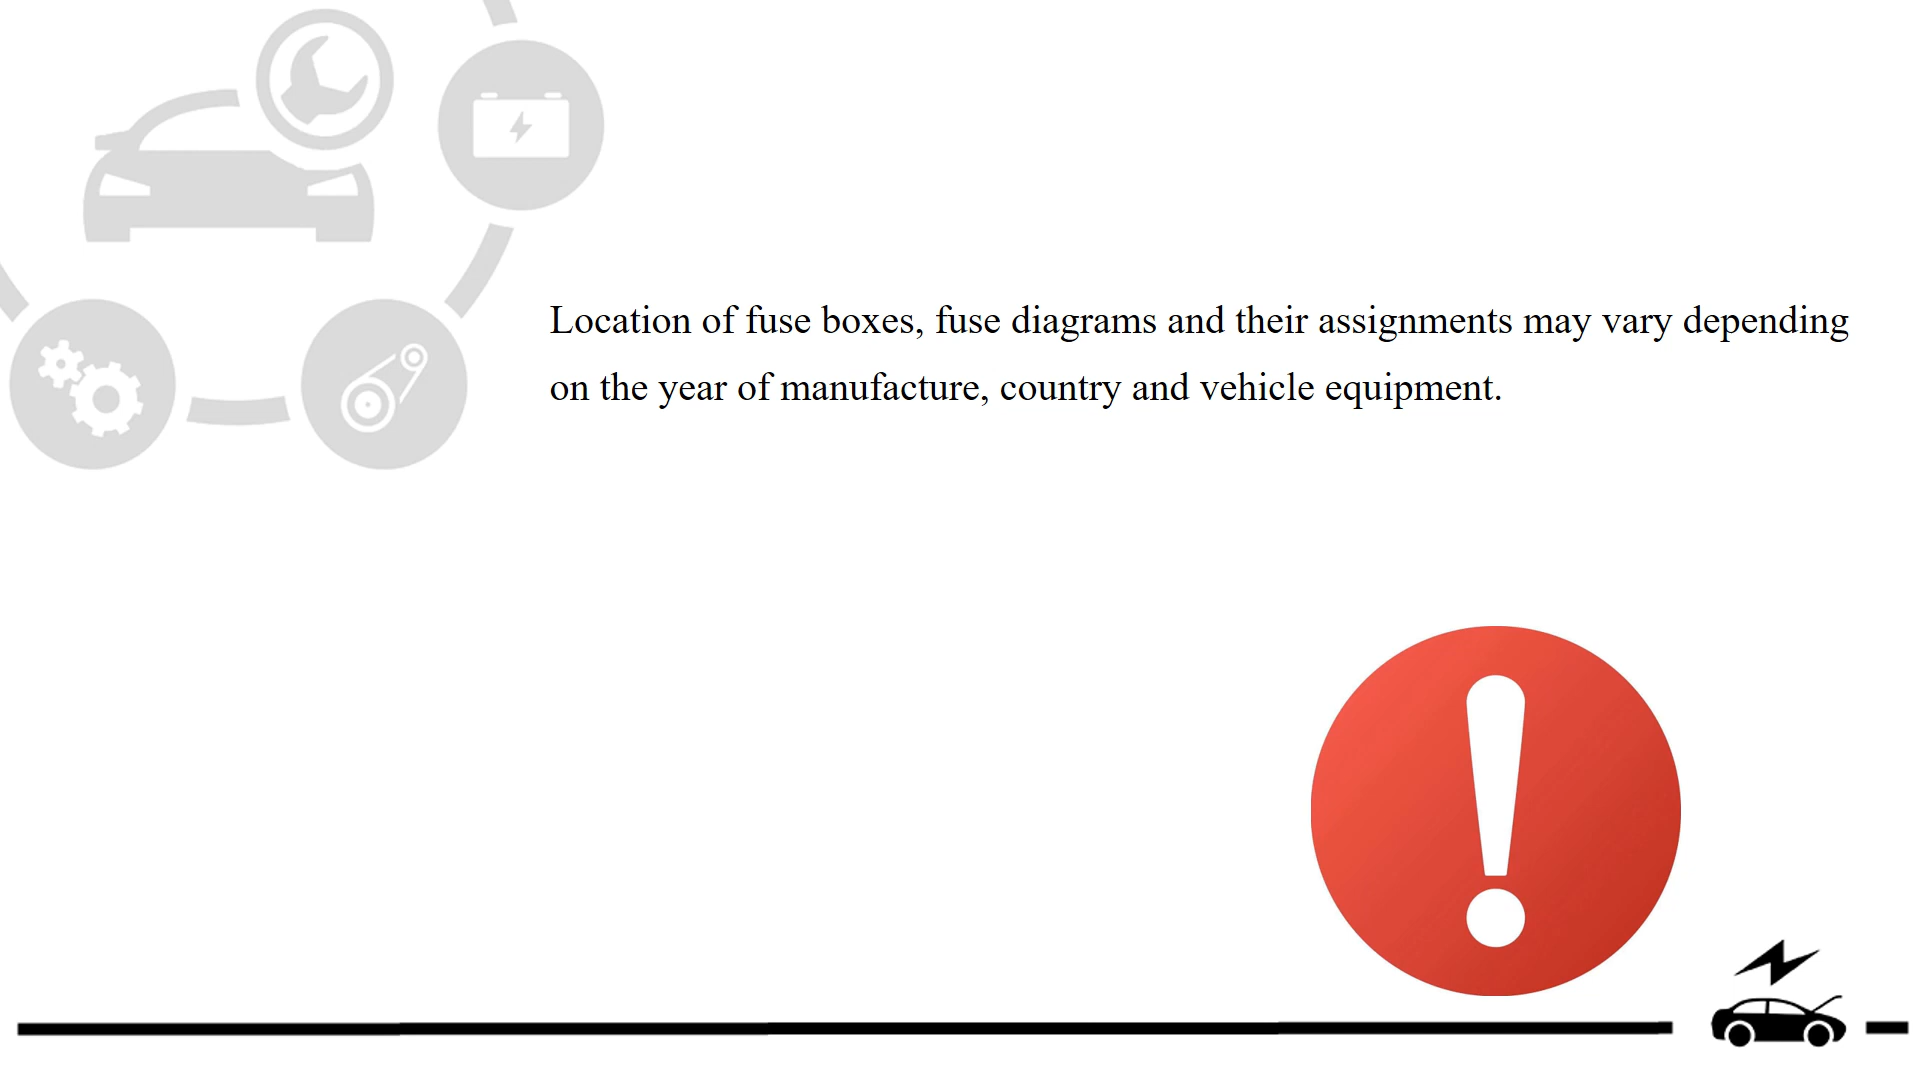 Location of fuse boxes, fuse diagrams and their assignments may vary depending
on the year of manufacture, country and vehicle equipment.